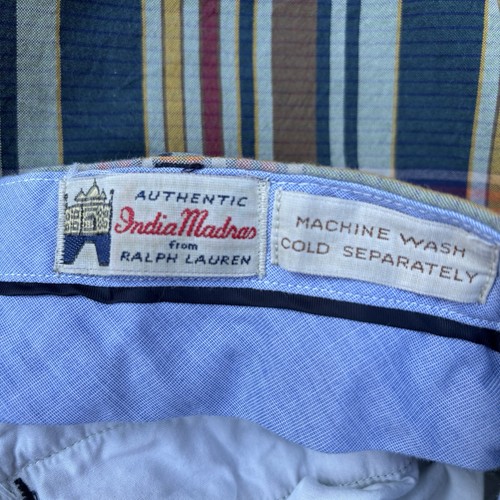 AUTHENTIC
India Madras
from
RALPH LAUREN
MACHINE WASH
COLD SEPARATELY